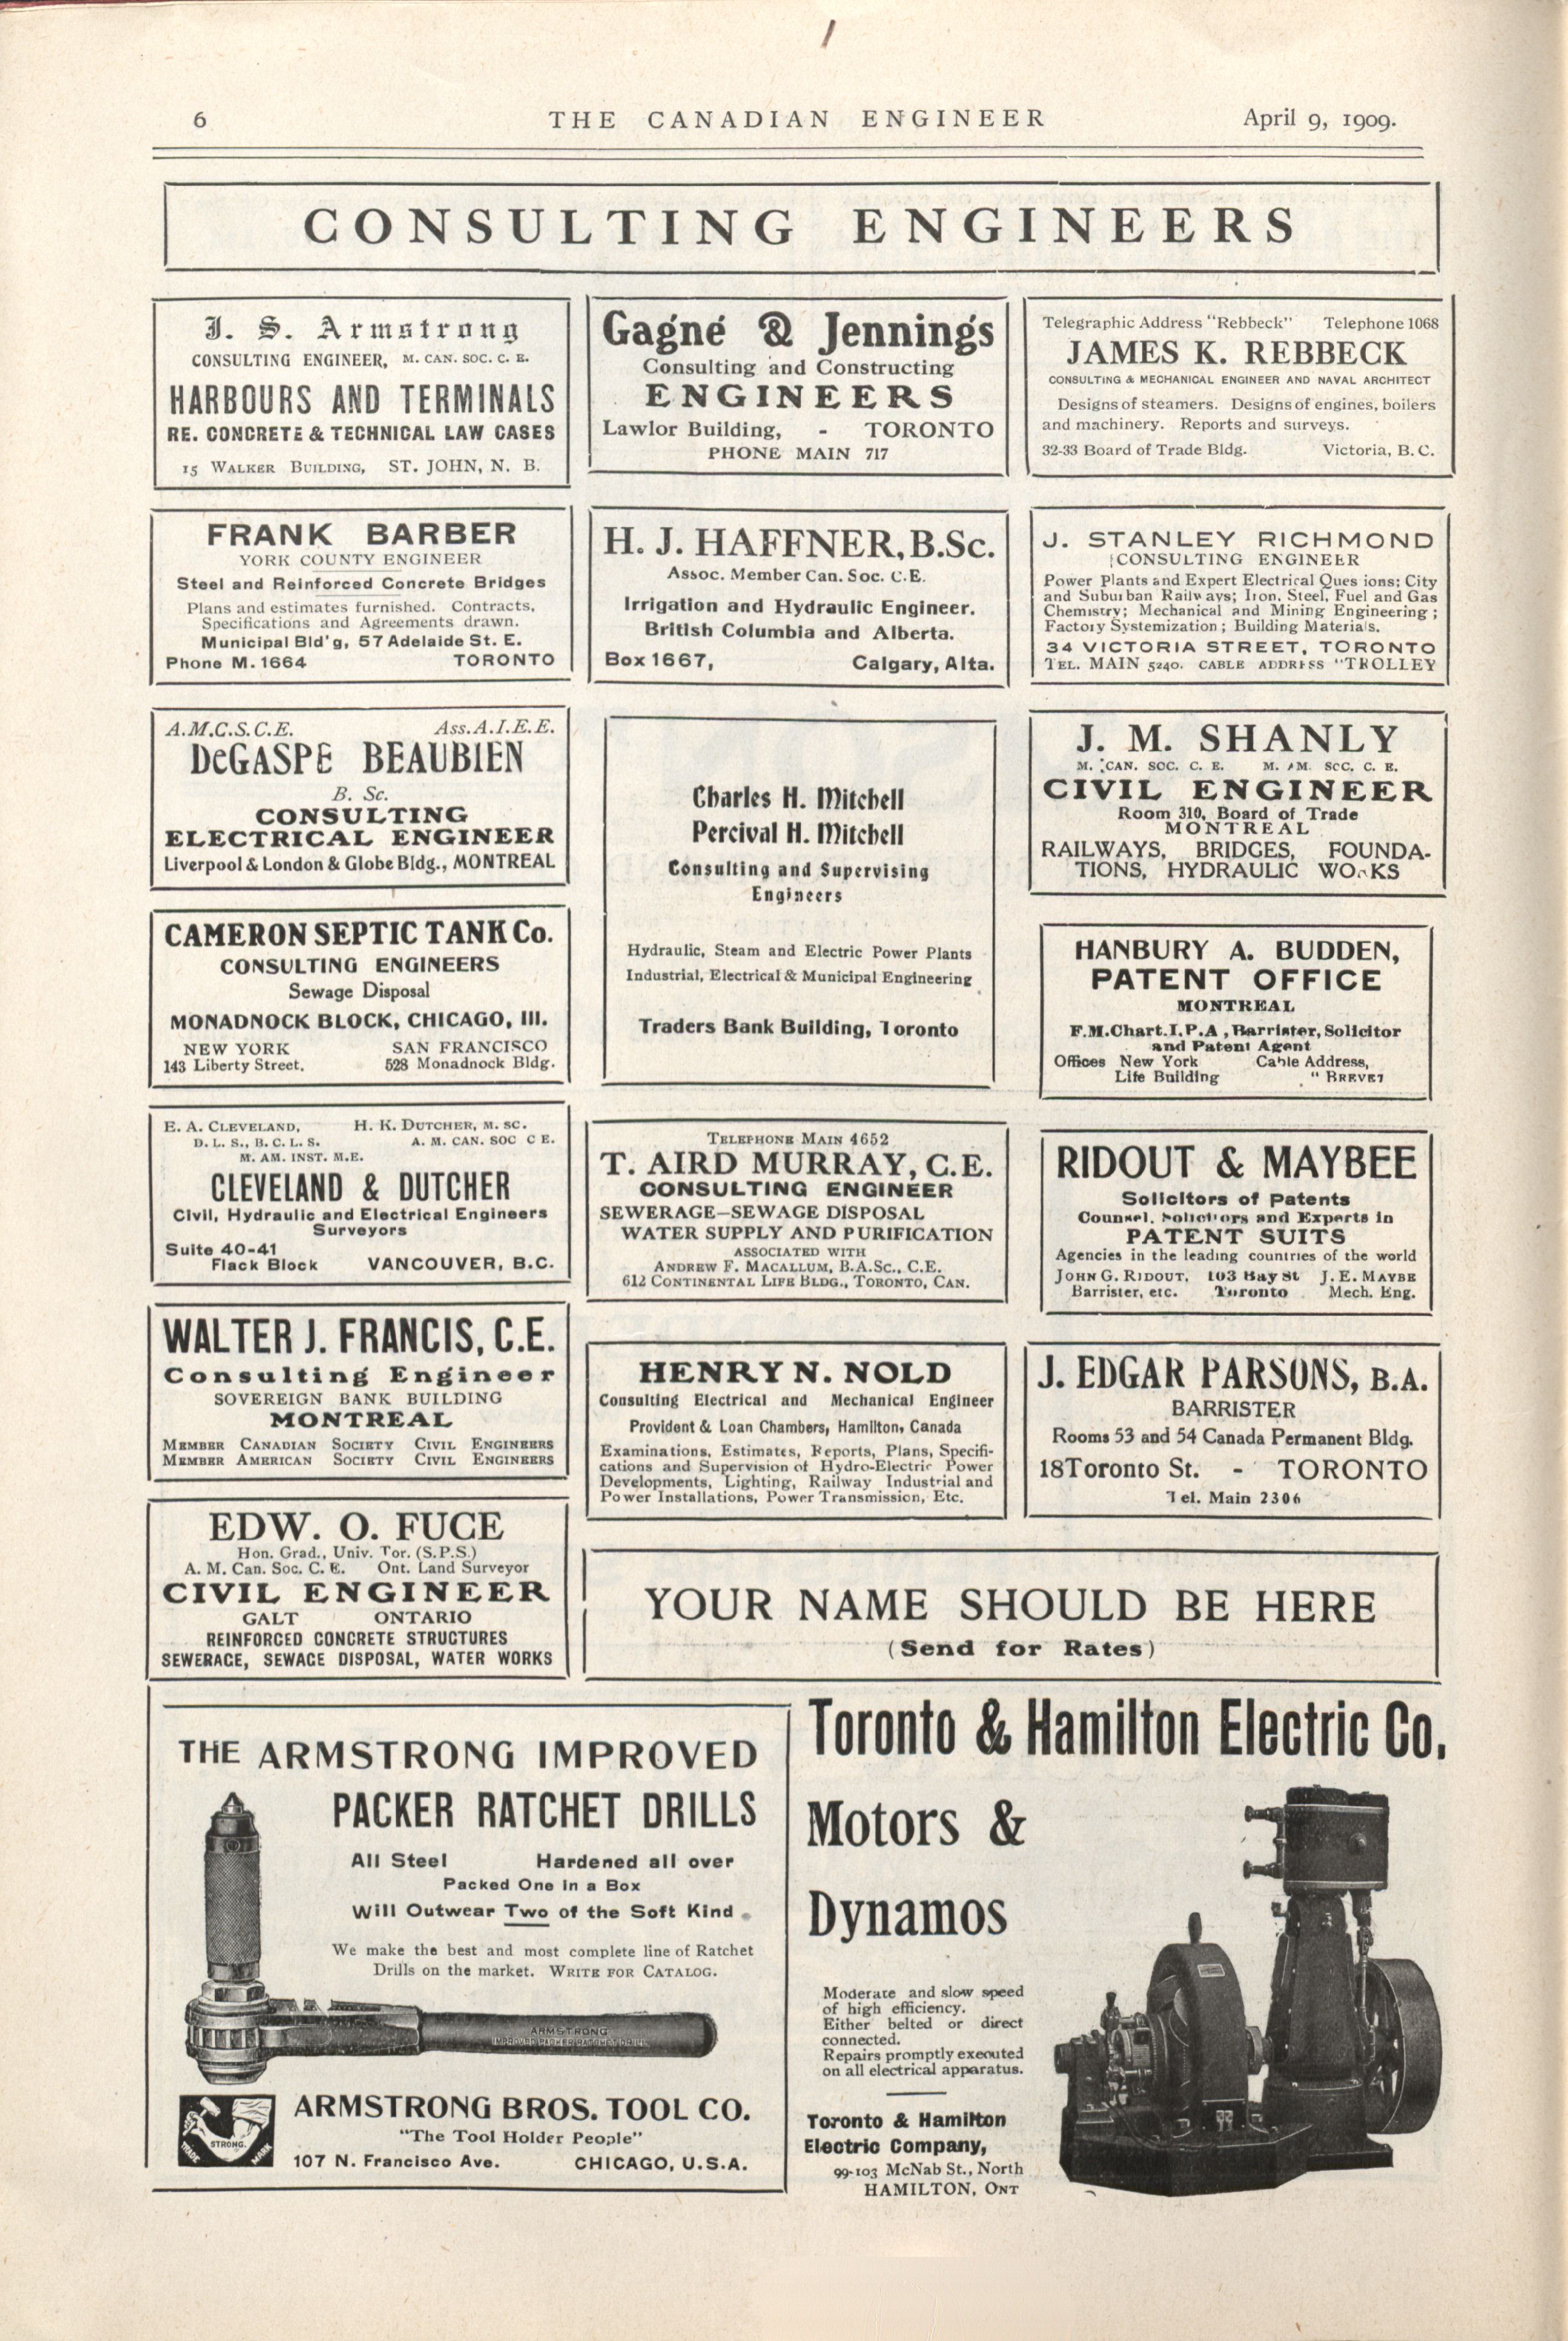 6 THE CANADIAN ENGINEER April 9, 1909.
CONSULTING ENGINEERS
J. S. Armstrong
CONSULTING ENGINEER, M. CAN. SOC. C. E.
HARBOURS AND TERMINALS
RE. CONCRETE & TECHNICAL LAW CASES
15 WALKER BUILDING, ST. JOHN, N. B.
Gagné & Jennings
Consulting and Constructing
ENGINEERS
Lawlor Building, - TORONTO
PHONE MAIN 717
Telegraphic Address "Rebbeck" Telephone 1068
JAMES K. REBBECK
CONSULTING & MECHANICAL ENGINEER AND NAVAL ARCHITECT
Designs of steamers. Designs of engines, boilers
and machinery. Reports and surveys.
32-33 Board of Trade Bldg. Victoria, B. C.
FRANK BARBER
YORK COUNTY ENGINEER
Steel and Reinforced Concrete Bridges
Plans and estimates furnished. Contracts,
Specifications and Agreements drawn.
Municipal Bld'g, 57 Adelaide St. E.
Phone M. 1664 TORONTO
H. J. HAFFNER, B.Sc.
Assoc. Member Can. Soc. C.E.
Irrigation and Hydraulic Engineer.
British Columbia and Alberta.
Box 1667, Calgary, Alta.
J. STANLEY RICHMOND
CONSULTING ENGINEER
Power Plants and Expert Electrical Ques ions; City
and Suburban Railways; Iron, Steel, Fuel and Gas
Chemistry; Mechanical and Mining Engineering;
Factory Systemization; Building Materials.
34 VICTORIA STREET, TORONTO
TEL. MAIN 5240. CABLE ADDRESS "TROLLEY
A.M.C.S.C.E. Ass.A.I.E.E.
DeGASPE BEAUBIEN
B. Sc.
CONSULTING
ELECTRICAL ENGINEER
Liverpool & London & Globe Bldg., MONTREAL
Charles H. Mitchell
Percival H. Mitchell
Consulting and Supervising
Engineers
Hydraulic, Steam and Electric Power Plants
Industrial, Electrical & Municipal Engineering
Traders Bank Building, Toronto
J. M. SHANLY
M. CAN. SOC. C. E. M. AM. SOC. C. E.
CIVIL ENGINEER
Room 310, Board of Trade
MONTREAL
RAILWAYS, BRIDGES, FOUNDA-
TIONS, HYDRAULIC WORKS
CAMERON SEPTIC TANK Co.
CONSULTING ENGINEERS
Sewage Disposal
MONADNOCK BLOCK, CHICAGO, Ill.
NEW YORK SAN FRANCISCO
143 Liberty Street. 528 Monadnock Bldg.
HANBURY A. BUDDEN,
PATENT OFFICE
MONTREAL
F.M.Chart.I.P.A , Barrister, Solicitor
and Patent Agent
Offices New York Cable Address,
Life Building " BREVET
E. A. CLEVELAND, H. K. DUTCHER, M. SC.
D. L. S., B. C. L. S. A. M. CAN. SOC C E.
M. AM. INST. M.E.
CLEVELAND & DUTCHER
Civil, Hydraulic and Electrical Engineers
Surveyors
Suite 40-41
Flack Block VANCOUVER, B.C.
TELEPHONE MAIN 4652
T. AIRD MURRAY, C.E.
CONSULTING ENGINEER
SEWERAGE—SEWAGE DISPOSAL
WATER SUPPLY AND PURIFICATION
ASSOCIATED WITH
ANDREW F. MACALLUM, B.A.SC., C.E.
612 CONTINENTAL LIFE BLDG., TORONTO, CAN.
RIDOUT & MAYBEE
Solicitors of Patents
Counsel, Solicitors and Experts in
PATENT SUITS
Agencies in the leading countries of the world
JOHN G. RIDOUT, 103 Bay St J. E. MAYBE
Barrister, etc. Toronto Mech. Eng.
WALTER J. FRANCIS, C.E.
Consulting Engineer
SOVEREIGN BANK BUILDING
MONTREAL
MEMBER CANADIAN SOCIETY CIVIL ENGINEERS
MEMBER AMERICAN SOCIETY CIVIL ENGINEERS
HENRY N. NOLD
Consulting Electrical and Mechanical Engineer
Provident & Loan Chambers, Hamilton, Canada
Examinations, Estimates, Reports, Plans, Specifi-
cations and Supervision of Hydro-Electric Power
Developments, Lighting, Railway Industrial and
Power Installations, Power Transmission, Etc.
J. EDGAR PARSONS, B.A.
BARRISTER
Rooms 53 and 54 Canada Permanent Bldg.
18 Toronto St. - TORONTO
Tel. Main 2306
EDW. O. FUCE
Hon. Grad., Univ. Tor. (S.P.S.)
A. M. Can. Soc. C. E. Ont. Land Surveyor
CIVIL ENGINEER
GALT ONTARIO
REINFORCED CONCRETE STRUCTURES
SEWERAGE, SEWAGE DISPOSAL, WATER WORKS
YOUR NAME SHOULD BE HERE
(Send for Rates)
THE ARMSTRONG IMPROVED
PACKER RATCHET DRILLS
All Steel Hardened all over
Packed One in a Box
Will Outwear Two of the Soft Kind
We make the best and most complete line of Ratchet
Drills on the market. WRITE FOR CATALOG.
ARMSTRONG
IMPROVED PACKER RATCHET DRILL
STRONG.
TRADE MARK
ARMSTRONG BROS. TOOL CO.
"The Tool Holder People"
107 N. Francisco Ave. CHICAGO, U.S.A.
Toronto & Hamilton Electric Co.
Motors &
Dynamos
Moderate and slow speed
of high efficiency.
Either belted or direct
connected.
Repairs promptly executed
on all electrical apparatus.
Toronto & Hamilton
Electric Company,
99-103 McNab St., North
HAMILTON, ONT